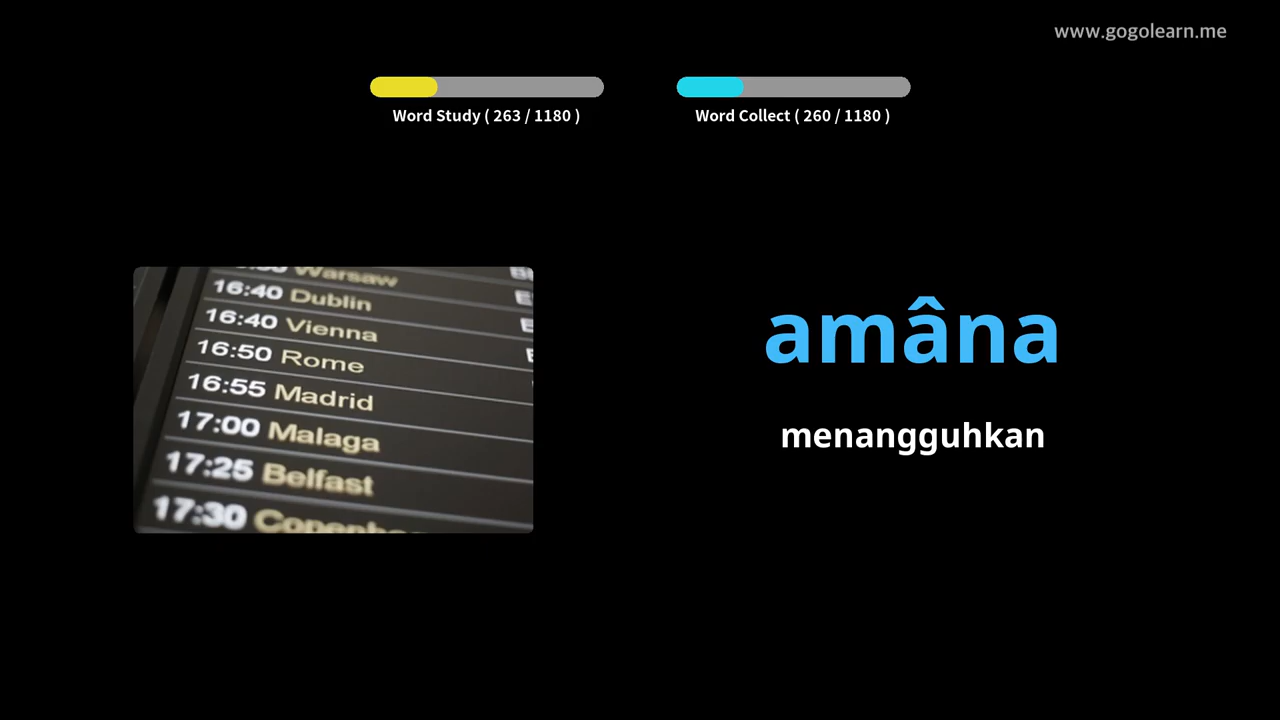 www.gogolearn.me
Word Study ( 263 / 1180 )
Word Collect ( 260 / 1180 )
Warsaw
16:40 Dublin
16:40 Vienna
16:50 Rome
16:55 Madrid
17:00 Malaga
17:25 Belfast
17:30
amâna
menangguhkan